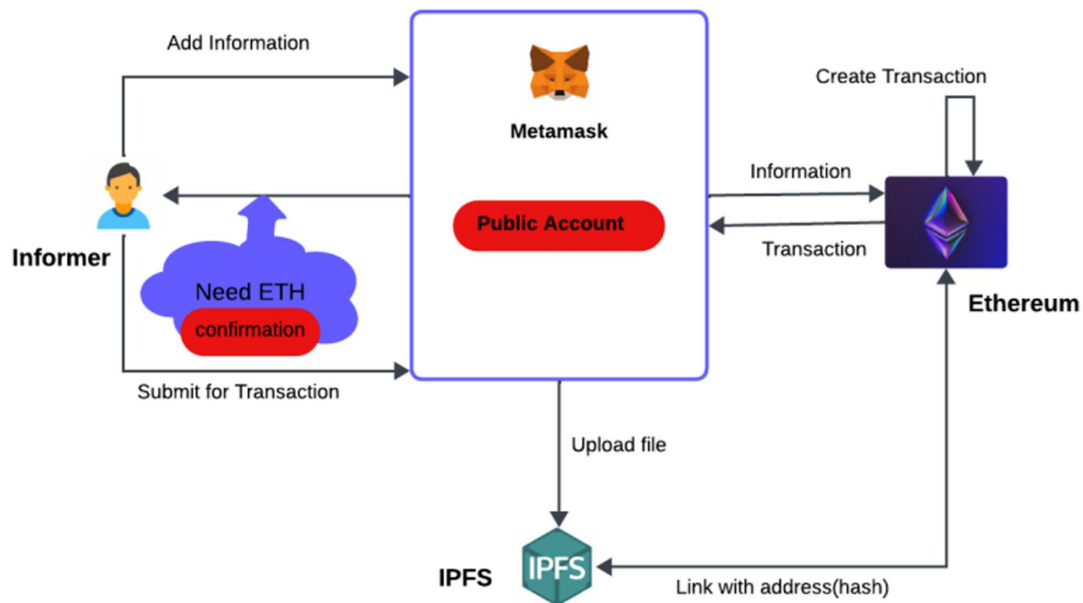 Add Information
Create Transaction
Metamask
Information
Public Account
Transaction
Informer
Need ETH
confirmation
Ethereum
Submit for Transaction
Upload file
IPFS
IPFS
Link with address(hash)